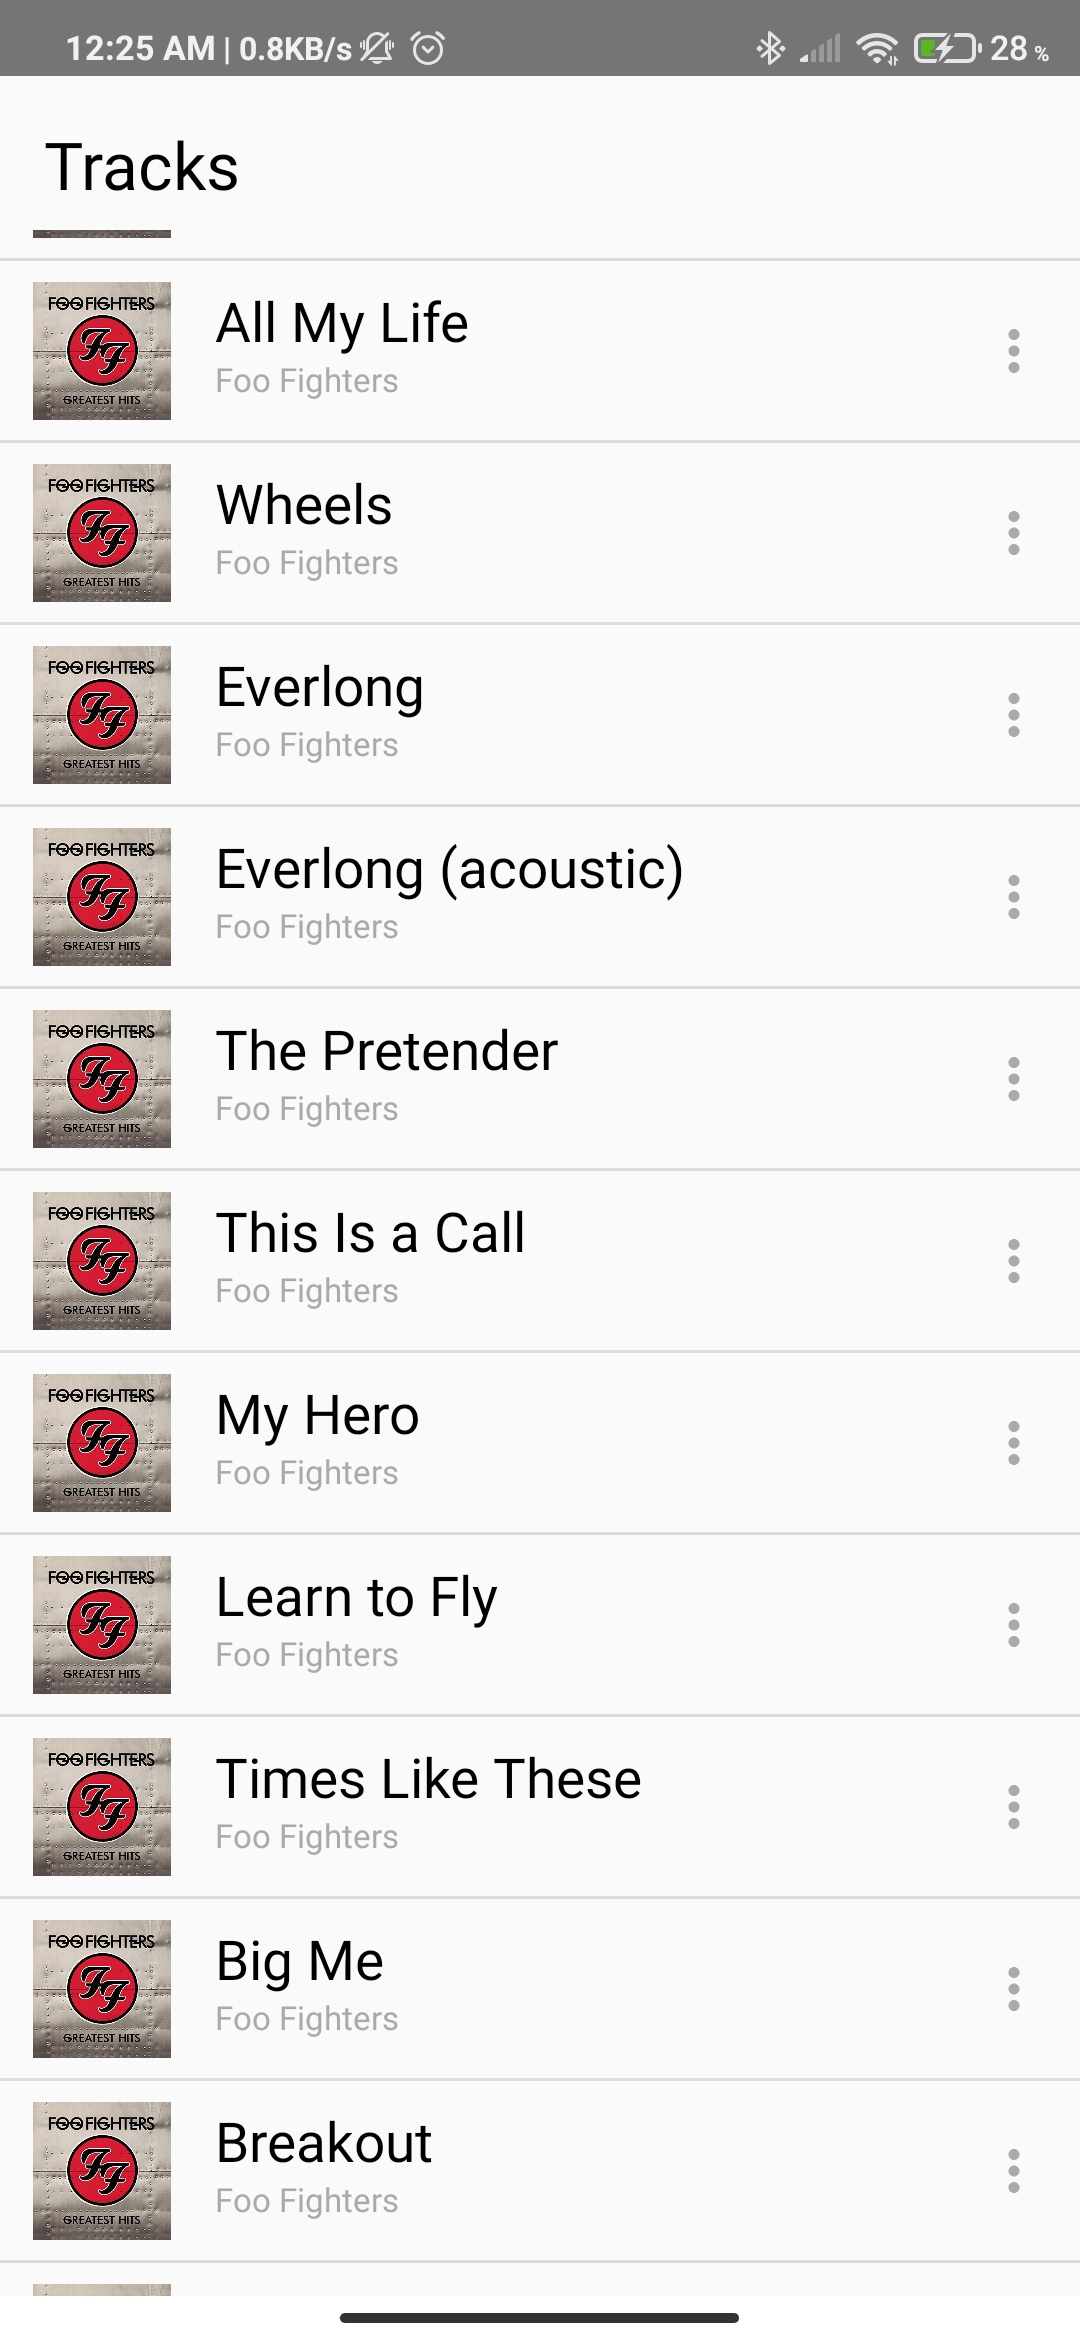 12:25 AM | 0.8KB/s 28 %
Tracks
FOO FIGHTERS
FF
GREATEST HITS
All My Life
Foo Fighters
FOO FIGHTERS
FF
GREATEST HITS
Wheels
Foo Fighters
FOO FIGHTERS
FF
GREATEST HITS
Everlong
Foo Fighters
FOO FIGHTERS
FF
GREATEST HITS
Everlong (acoustic)
Foo Fighters
FOO FIGHTERS
FF
GREATEST HITS
The Pretender
Foo Fighters
FOO FIGHTERS
FF
GREATEST HITS
This Is a Call
Foo Fighters
FOO FIGHTERS
FF
GREATEST HITS
My Hero
Foo Fighters
FOO FIGHTERS
FF
GREATEST HITS
Learn to Fly
Foo Fighters
FOO FIGHTERS
FF
GREATEST HITS
Times Like These
Foo Fighters
FOO FIGHTERS
FF
GREATEST HITS
Big Me
Foo Fighters
FOO FIGHTERS
FF
GREATEST HITS
Breakout
Foo Fighters